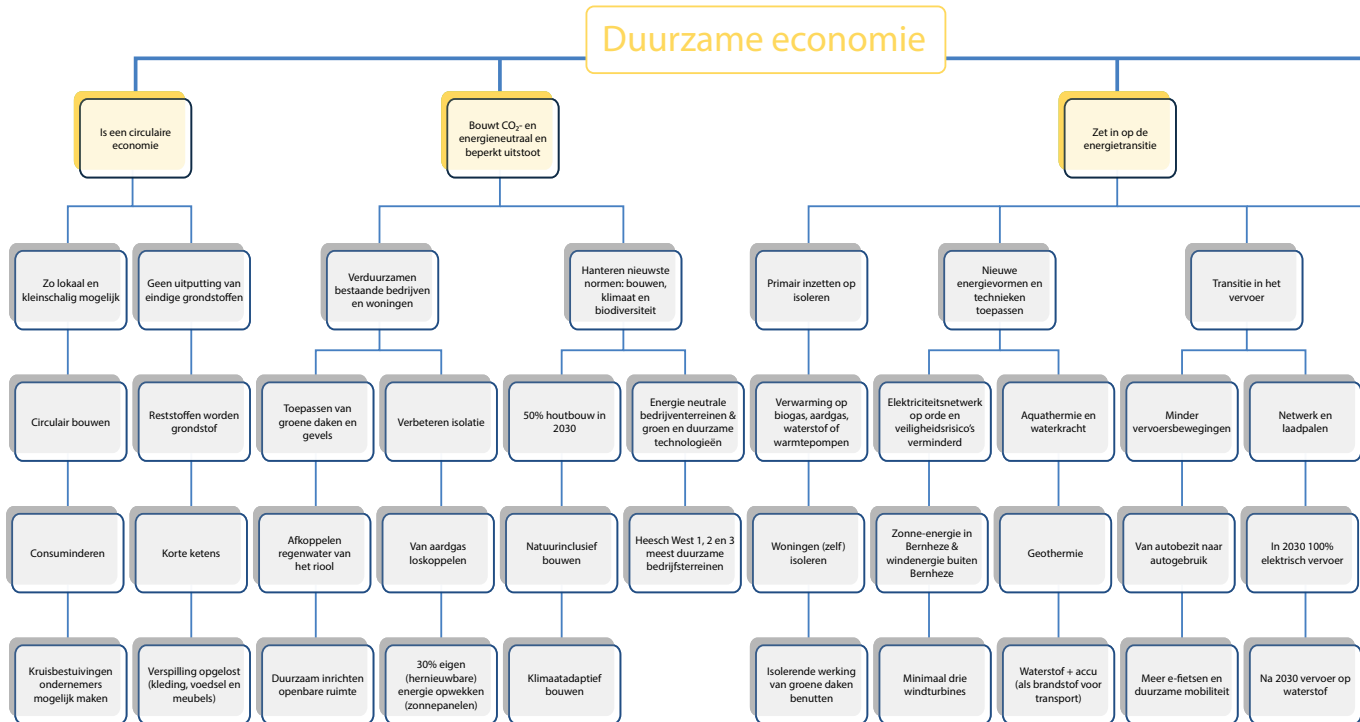 Duurzame economie
Is een circulaire
economie
Bouwt CO₂- en
energieneutraal en
beperkt uitstoot
Zet in op de
energietransitie
Zo lokaal en
kleinschalig mogelijk
Geen uitputting van
eindige grondstoffen
Verduurzamen
bestaande bedrijven
en woningen
Hanteren nieuwste
normen: bouwen,
klimaat en
biodiversiteit
Primair inzetten op
isoleren
Nieuwe
energievormen en
technieken
toepassen
Transitie in het
vervoer
Circulair bouwen
Reststoffen worden
grondstof
Toepassen van
groene daken en
gevels
Verbeteren isolatie
50% houtbouw in
2030
Energie neutrale
bedrijventerreinen &
groen en duurzame
technologieën
Verwarming op
biogas, aardgas,
waterstof of
warmtepompen
Elektriciteitsnetwerk
op orde en
veiligheidsrisico's
verminderd
Aquathermie en
waterkracht
Minder
vervoersbewegingen
Netwerk en
laadpalen
Consuminderen
Korte ketens
Afkoppelen
regenwater van
het riool
Van aardgas
loskoppelen
Natuurinclusief
bouwen
Heesch West 1, 2 en 3
meest duurzame
bedrijfsterreinen
Woningen (zelf)
isoleren
Zonne-energie in
Bernheze &
windenergie buiten
Bernheze
Geothermie
Van autobezit naar
autogebruik
In 2030 100%
elektrisch vervoer
Kruisbestuivingen
ondernemers
mogelijk maken
Verspilling opgelost
(kleding, voedsel en
meubels)
Duurzaam inrichten
openbare ruimte
30% eigen
(hernieuwbare)
energie opwekken
(zonnepanelen)
Klimaatadaptief
bouwen
Isolerende werking
van groene daken
benutten
Minimaal drie
windturbines
Waterstof + accu
(als brandstof voor
transport)
Meer e-fietsen en
duurzame mobiliteit
Na 2030 vervoer op
waterstof